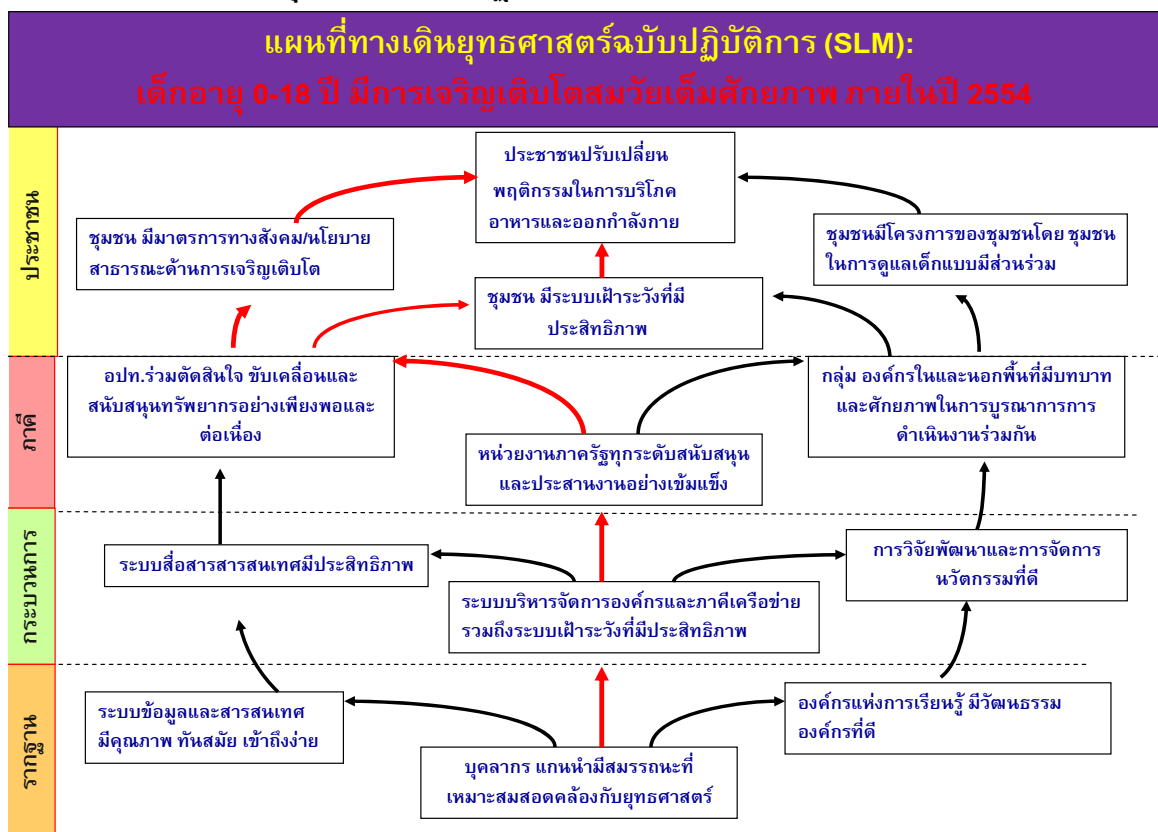 แผนที่ทางเดินยุทธศาสตร์ฉบับปฏิบัติการ (SLM):
เด็กอายุ 0-18 ปี มีการเจริญเติบโตสมวัยเต็มศักยภาพ ภายในปี 2554
ประชาชน
ประชาชนปรับเปลี่ยน
พฤติกรรมในการบริโภค
อาหารและออกกำลังกาย
ชุมชน มีมาตรการทางสังคม/นโยบาย
สาธารณะด้านการเจริญเติบโต
ชุมชนมีโครงการของชุมชนโดย ชุมชน
ในการดูแลเด็กแบบมีส่วนร่วม
ชุมชน มีระบบเฝ้าระวังที่มี
ประสิทธิภาพ
ภาคี
อปท.ร่วมตัดสินใจ ขับเคลื่อนและ
สนับสนุนทรัพยากรอย่างเพียงพอและ
ต่อเนื่อง
กลุ่ม องค์กรในและนอกพื้นที่มีบทบาท
และศักยภาพในการบูรณาการการ
ดำเนินงานร่วมกัน
หน่วยงานภาครัฐทุกระดับสนับสนุน
และประสานงานอย่างเข้มแข็ง
กระบวนการ
ระบบสื่อสารสารสนเทศมีประสิทธิภาพ
การวิจัยพัฒนาและการจัดการ
นวัตกรรมที่ดี
ระบบบริหารจัดการองค์กรและภาคีเครือข่าย
รวมถึงระบบเฝ้าระวังที่มีประสิทธิภาพ
รากฐาน
ระบบข้อมูลและสารสนเทศ
มีคุณภาพ ทันสมัย เข้าถึงง่าย
องค์กรแห่งการเรียนรู้ มีวัฒนธรรม
องค์กรที่ดี
บุคลากร แกนนำมีสมรรถนะที่
เหมาะสมสอดคล้องกับยุทธศาสตร์